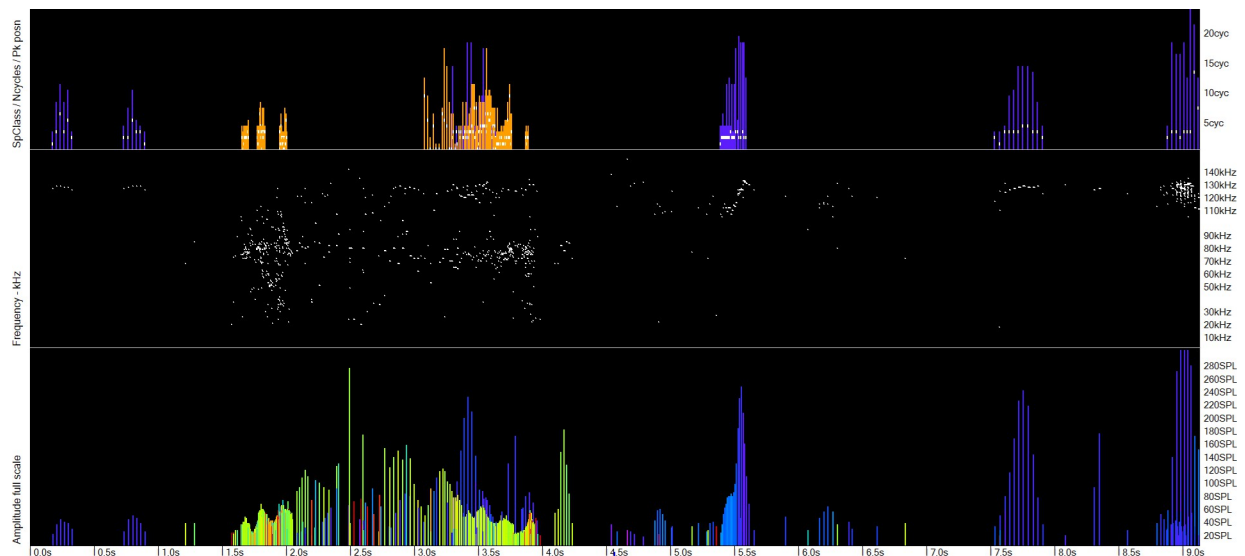 SpClass / Ncycles / Pk posn
20cyc
15cyc
10cyc
5cyc
Frequency - kHz
140kHz
130kHz
120kHz
110kHz
90kHz
80kHz
70kHz
60kHz
50kHz
30kHz
20kHz
10kHz
Amplitude full scale
280SPL
260SPL
240SPL
220SPL
200SPL
180SPL
160SPL
140SPL
120SPL
100SPL
80SPL
60SPL
40SPL
20SPL
0.0s 0.5s 1.0s 1.5s 2.0s 2.5s 3.0s 3.5s 4.0s 4.5s 5.0s 5.5s 6.0s 6.5s 7.0s 7.5s 8.0s 8.5s 9.0s